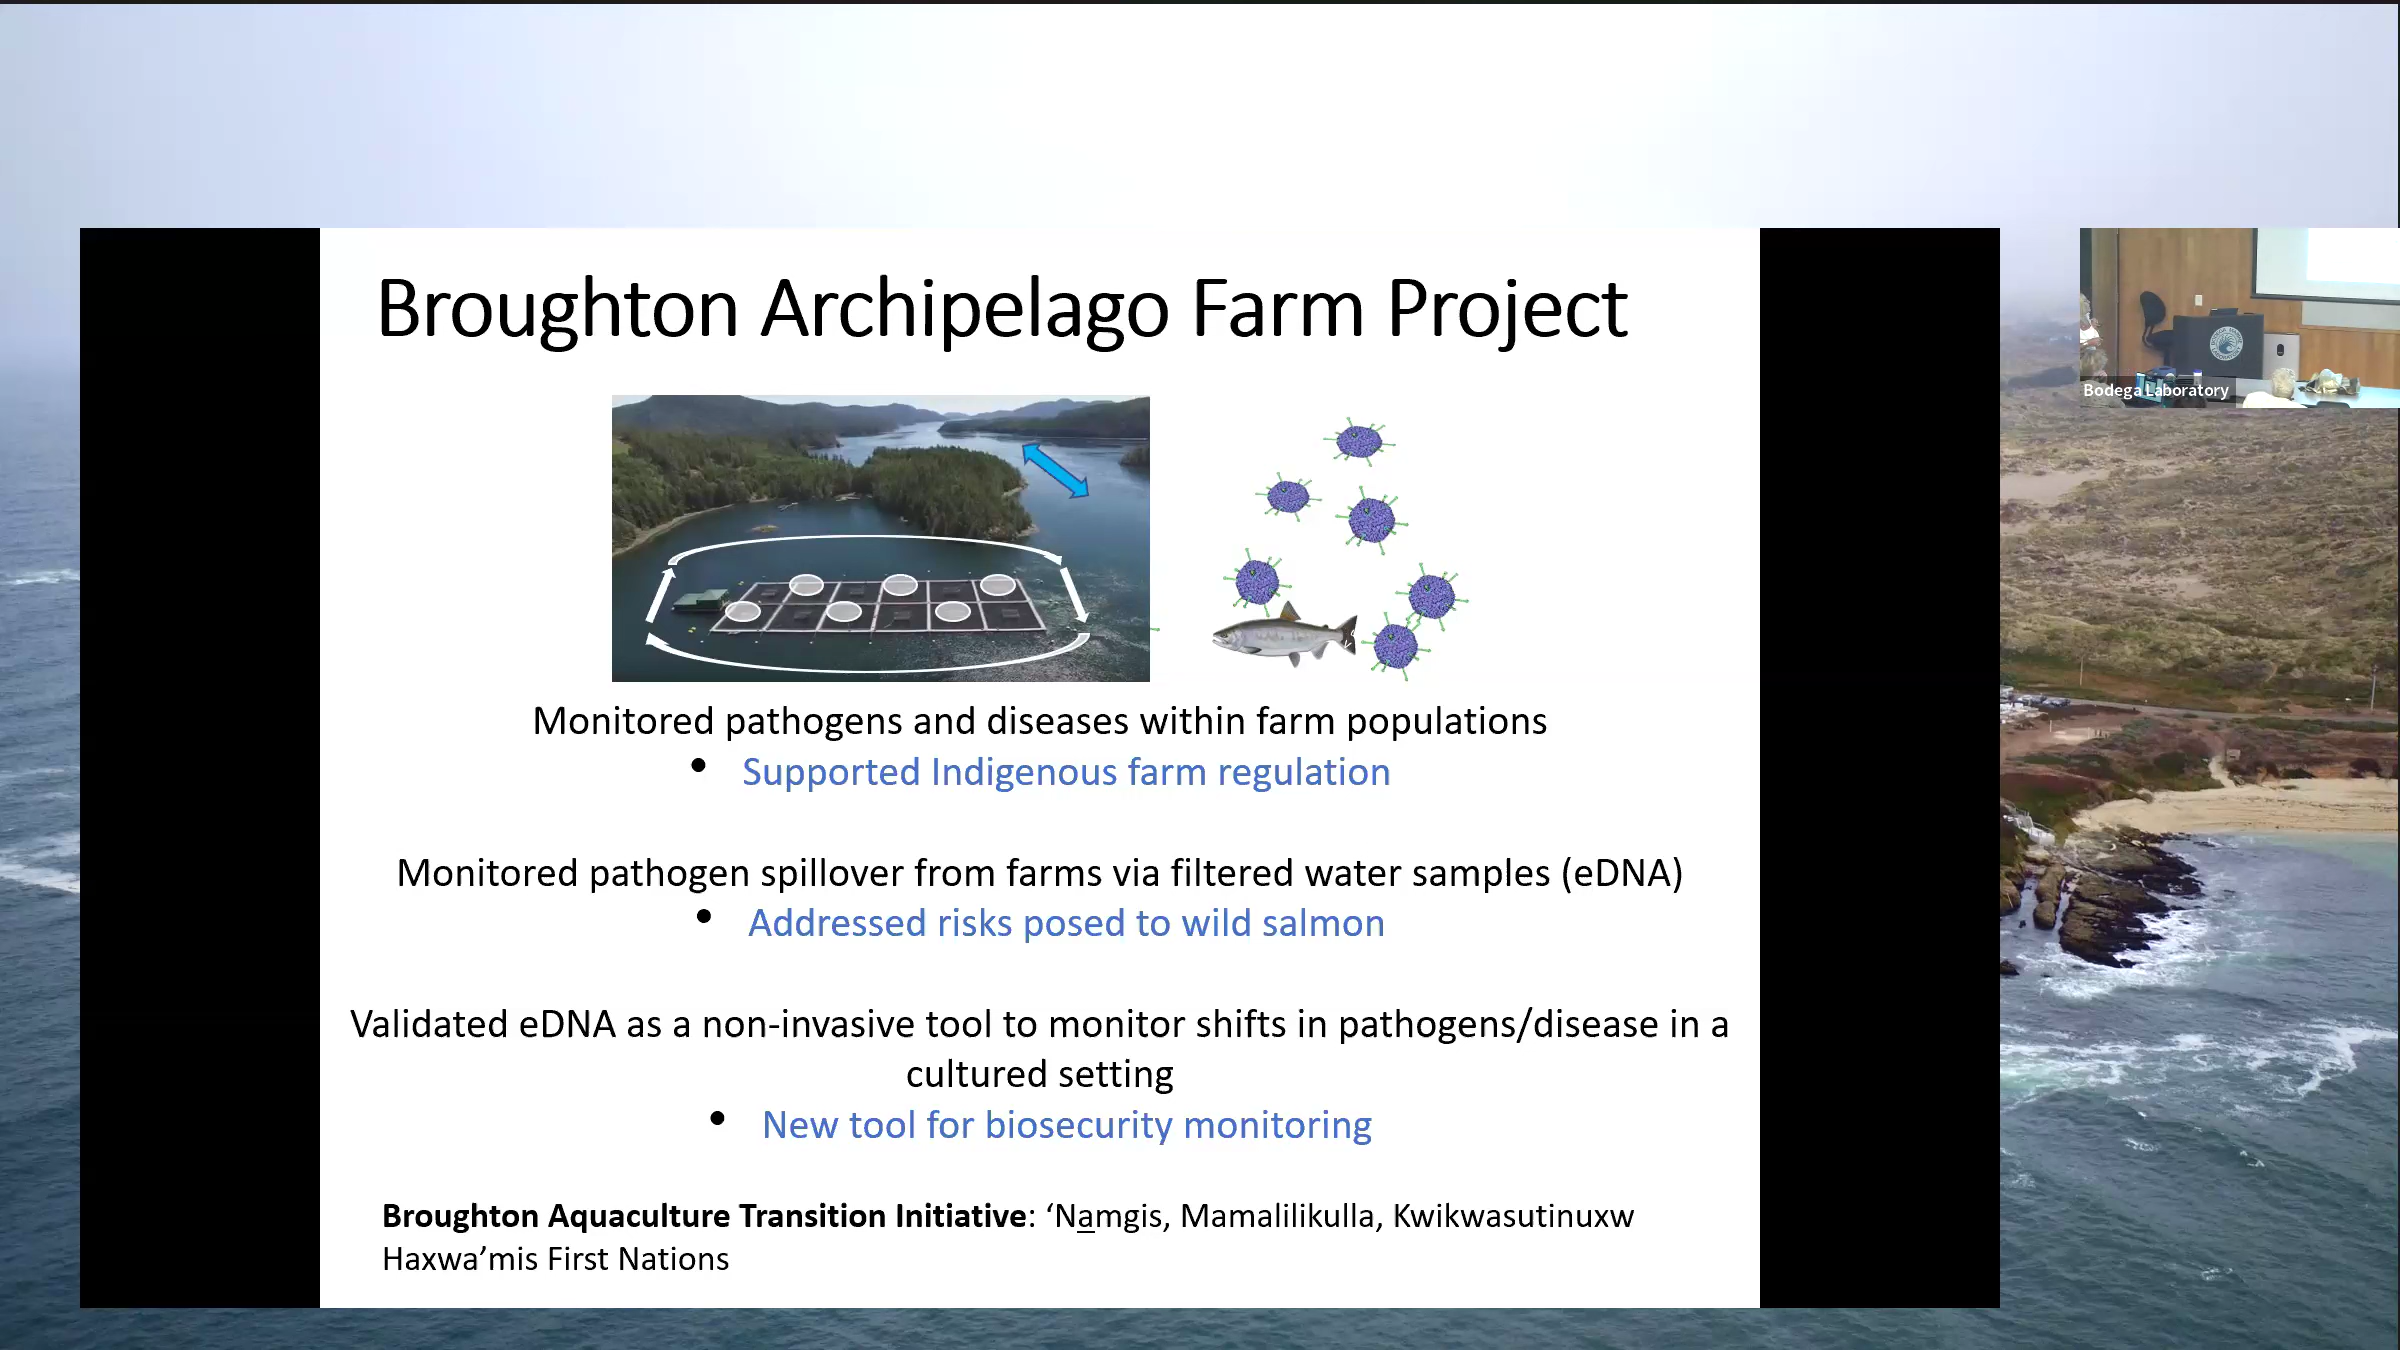 Broughton Archipelago Farm Project
Bodega Laboratory
Monitored pathogens and diseases within farm populations
• Supported Indigenous farm regulation
Monitored pathogen spillover from farms via filtered water samples (eDNA)
• Addressed risks posed to wild salmon
Validated eDNA as a non-invasive tool to monitor shifts in pathogens/disease in a
cultured setting
• New tool for biosecurity monitoring
Broughton Aquaculture Transition Initiative: ‘Na̲mgis, Mamalilikulla, Kwikwasutinuxw
Haxwa’mis First Nations